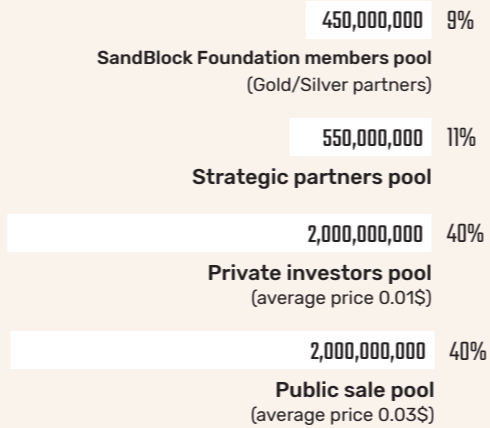 450,000,000 9%
SandBlock Foundation members pool
(Gold/Silver partners)
550,000,000 11%
Strategic partners pool
2,000,000,000 40%
Private investors pool
(average price 0.01$)
2,000,000,000 40%
Public sale pool
(average price 0.03$)